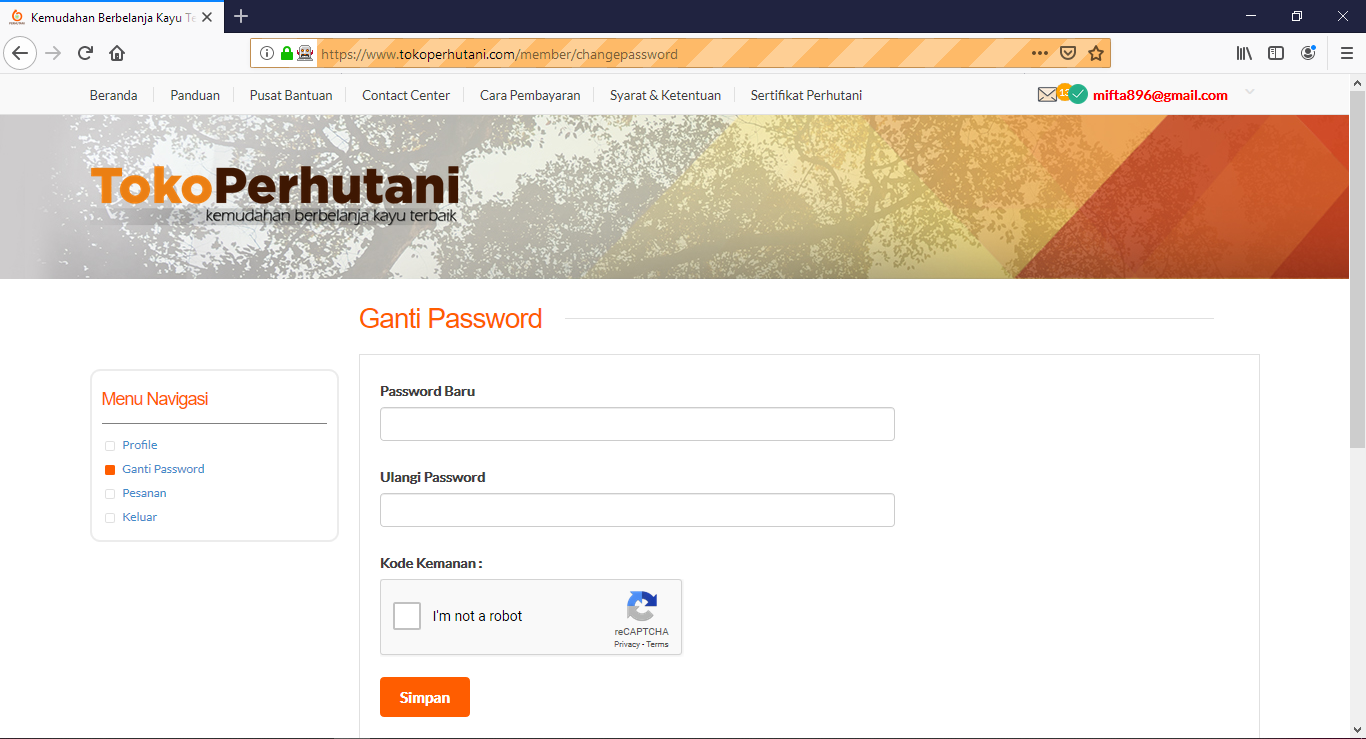 Kemudahan Berbelanja Kayu Te
https://www.tokoperhutani.com/member/changepassword
Beranda Panduan Pusat Bantuan Contact Center Cara Pembayaran Syarat & Ketentuan Sertifikat Perhutani mifta896@gmail.com
TokoPerhutani
kemudahan berbelanja kayu terbaik
Ganti Password
Menu Navigasi
Profile
Ganti Password
Pesanan
Keluar
Password Baru
Ulangi Password
Kode Kemanan :
I'm not a robot
reCAPTCHA
Privacy - Terms
Simpan